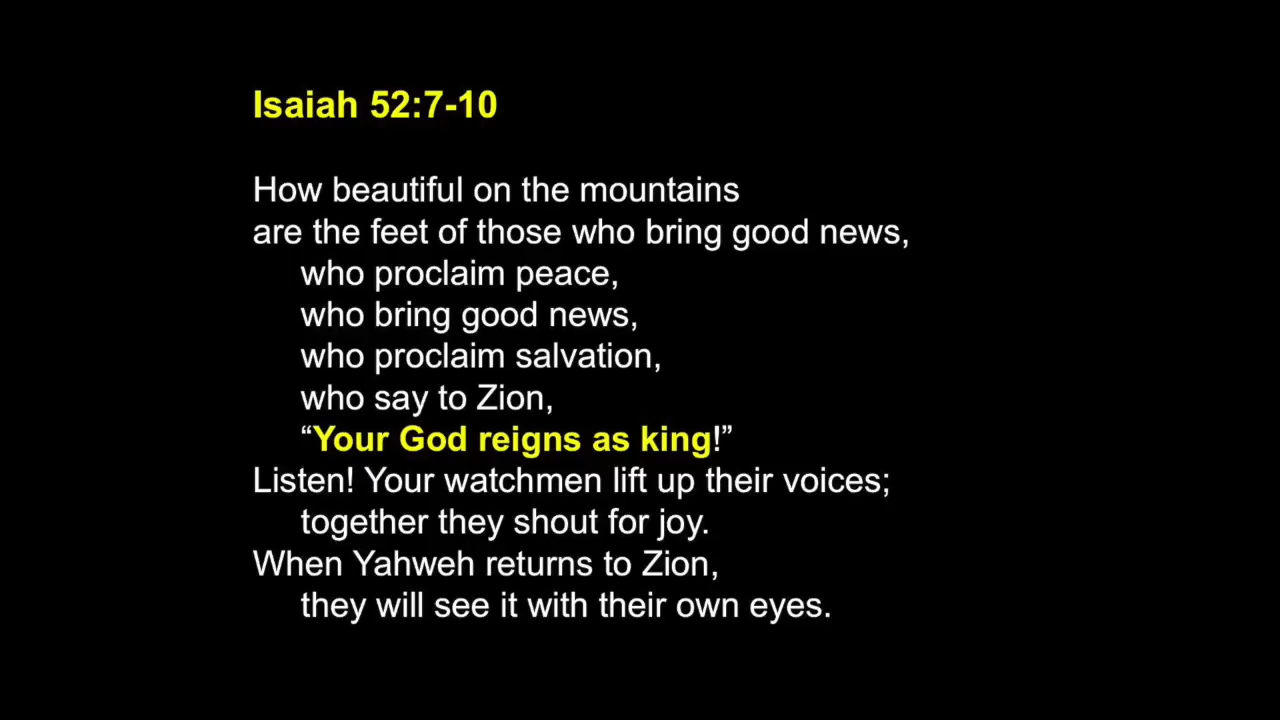 Isaiah 52:7-10
How beautiful on the mountains
are the feet of those who bring good news,
who proclaim peace,
who bring good news,
who proclaim salvation,
who say to Zion,
“Your God reigns as king!”
Listen! Your watchmen lift up their voices;
together they shout for joy.
When Yahweh returns to Zion,
they will see it with their own eyes.